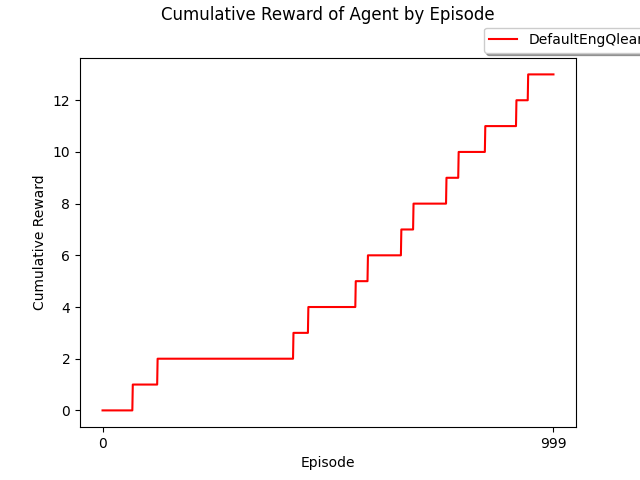 Cumulative Reward of Agent by Episode
DefaultEngQlear
12
10
8
6
4
2
0
Cumulative Reward
0 999
Episode